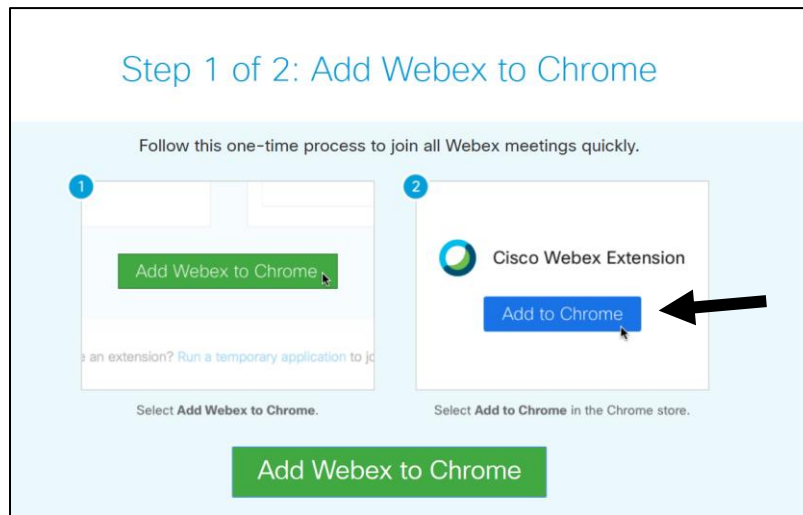 Step 1 of 2: Add Webex to Chrome
Follow this one-time process to join all Webex meetings quickly.
1
Add Webex to Chrome
an extension? Run a temporary application to
Select Add Webex to Chrome.
2
Cisco Webex Extension
Add to Chrome
Select Add to Chrome in the Chrome store.
Add Webex to Chrome